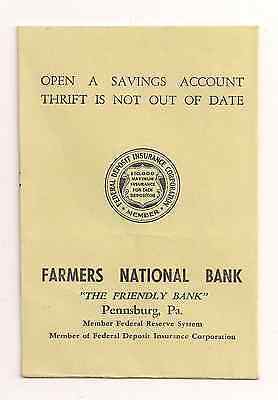 OPEN A SAVINGS ACCOUNT
THRIFT IS NOT OUT OF DATE
FEDERAL DEPOSIT INSURANCE CORPORATION
$10,000
MAXIMUM
INSURANCE
FOR EACH
DEPOSITOR
MEMBER
FARMERS NATIONAL BANK
"THE FRIENDLY BANK"
Pennsburg, Pa.
Member Federal Reserve System
Member of Federal Deposit Insurance Corporation